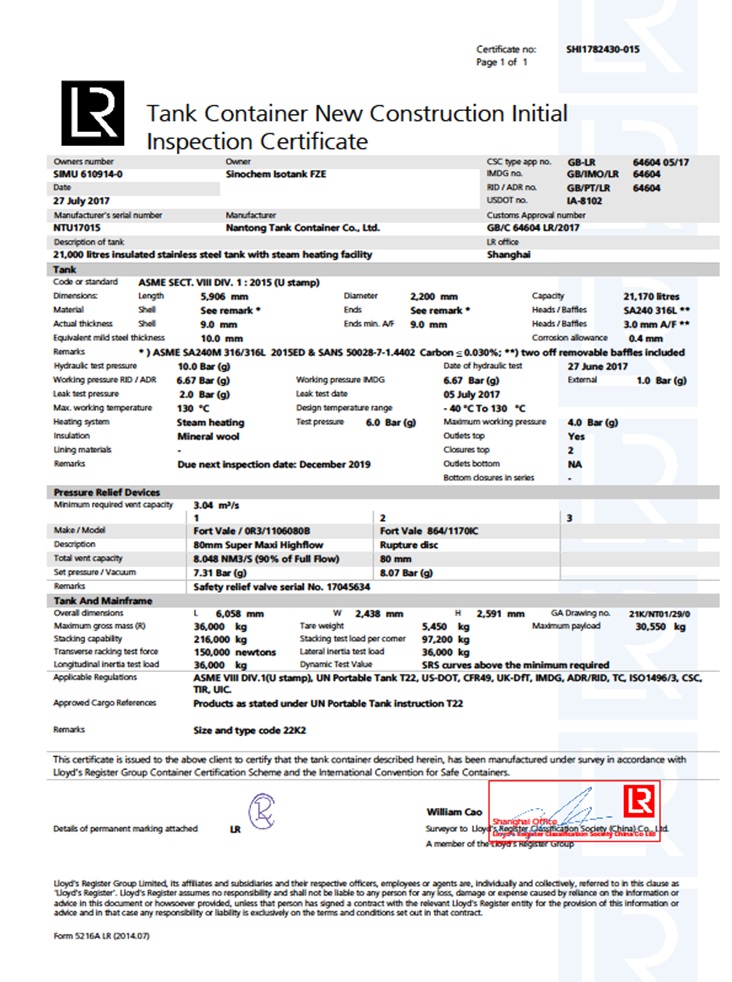 Certificate no: SHI1782430-015
Page 1 of 1
LR
Tank Container New Construction Initial
Inspection Certificate
Owners number Owner CSC type app no. GB-LR 64604 05/17
SIMU 610914-0 Sinochem Isotank FZE IMDG no. GB/IMO/LR 64604
Date RID / ADR no. GB/PT/LR 64604
27 July 2017 USDOT no. IA-8102
Manufacturer's serial number Manufacturer Customs Approval number
NTU17015 Nantong Tank Container Co., Ltd. GB/C 64604 LR/2017
Description of tank LR office
21,000 litres insulated stainless steel tank with steam heating facility Shanghai
Tank
Code or standard ASME SECT. VIII DIV. 1 : 2015 (U stamp)
Dimensions: Length 5,906 mm Diameter 2,200 mm Capacity 21,170 litres
Material Shell See remark * Ends See remark * Heads / Baffles SA240 316L **
Actual thickness Shell 9.0 mm Ends min. A/F 9.0 mm Heads / Baffles 3.0 mm A/F **
Equivalent mild steel thickness 10.0 mm Corrosion allowance 0.4 mm
Remarks * ) ASME SA240M 316/316L 2015ED & SANS 50028-7-1.4402 Carbon ≤ 0.030%; **) two off removable baffles included
Hydraulic test pressure 10.0 Bar (g) Date of hydraulic test 27 June 2017
Working pressure RID / ADR 6.67 Bar (g) Working pressure IMDG 6.67 Bar (g) External 1.0 Bar (g)
Leak test pressure 2.0 Bar (g) Leak test date 05 July 2017
Max. working temperature 130 °C Design temperature range - 40 °C To 130 °C
Heating system Steam heating Test pressure 6.0 Bar (g) Maximum working pressure 4.0 Bar (g)
Insulation Mineral wool Outlets top Yes
Lining materials - Closures top 2
Remarks Due next inspection date: December 2019 Outlets bottom NA
Bottom closures in series -
Pressure Relief Devices
Minimum required vent capacity 3.04 m³/s
1 2 3
Make / Model Fort Vale / 0R3/1106080B Fort Vale 864/1170IC
Description 80mm Super Maxi Highflow Rupture disc
Total vent capacity 8.048 NM3/S (90% of Full Flow) 80 mm
Set pressure / Vacuum 7.31 Bar (g) 8.07 Bar (g)
Remarks Safety relief valve serial No. 17045634
Tank And Mainframe
Overall dimensions L 6,058 mm W 2,438 mm H 2,591 mm GA Drawing no. 21K/NT01/29/0
Maximum gross mass (R) 36,000 kg Tare weight 5,450 kg Maximum payload 30,550 kg
Stacking capability 216,000 kg Stacking test load per corner 97,200 kg
Transverse racking test force 150,000 newtons Lateral inertia test load 36,000 kg
Longitudinal inertia test load 36,000 kg Dynamic Test Value SRS curves above the minimum required
Applicable Regulations ASME VIII DIV.1(U stamp), UN Portable Tank T22, US-DOT, CFR49, UK-DfT, IMDG, ADR/RID, TC, ISO1496/3, CSC,
TIR, UIC.
Approved Cargo References Products as stated under UN Portable Tank instruction T22
Remarks Size and type code 22K2
This certificate is issued to the above client to certify that the tank container described herein, has been manufactured under survey in accordance with
Lloyd's Register Group Container Certification Scheme and the International Convention for Safe Containers.
LR
William Cao
Shanghai Office
Details of permanent marking attached LR Surveyor to Lloyd's Register Classification Society (China) Co., Ltd.
Lloyd's Register Classification Society China Co Ltd
A member of the Lloyd's Register Group
Lloyd's Register Group Limited, its affiliates and subsidiaries and their respective officers, employees or agents are, individually and collectively, referred to in this clause as
'Lloyd's Register'. Lloyd's Register assumes no responsibility and shall not be liable to any person for any loss, damage or expense caused by reliance on the information or
advice in this document or howsoever provided, unless that person has signed a contract with the relevant Lloyd's Register entity for the provision of this information or
advice and in that case any responsibility or liability is exclusively on the terms and conditions set out in that contract.
Form 5216A LR (2014.07)